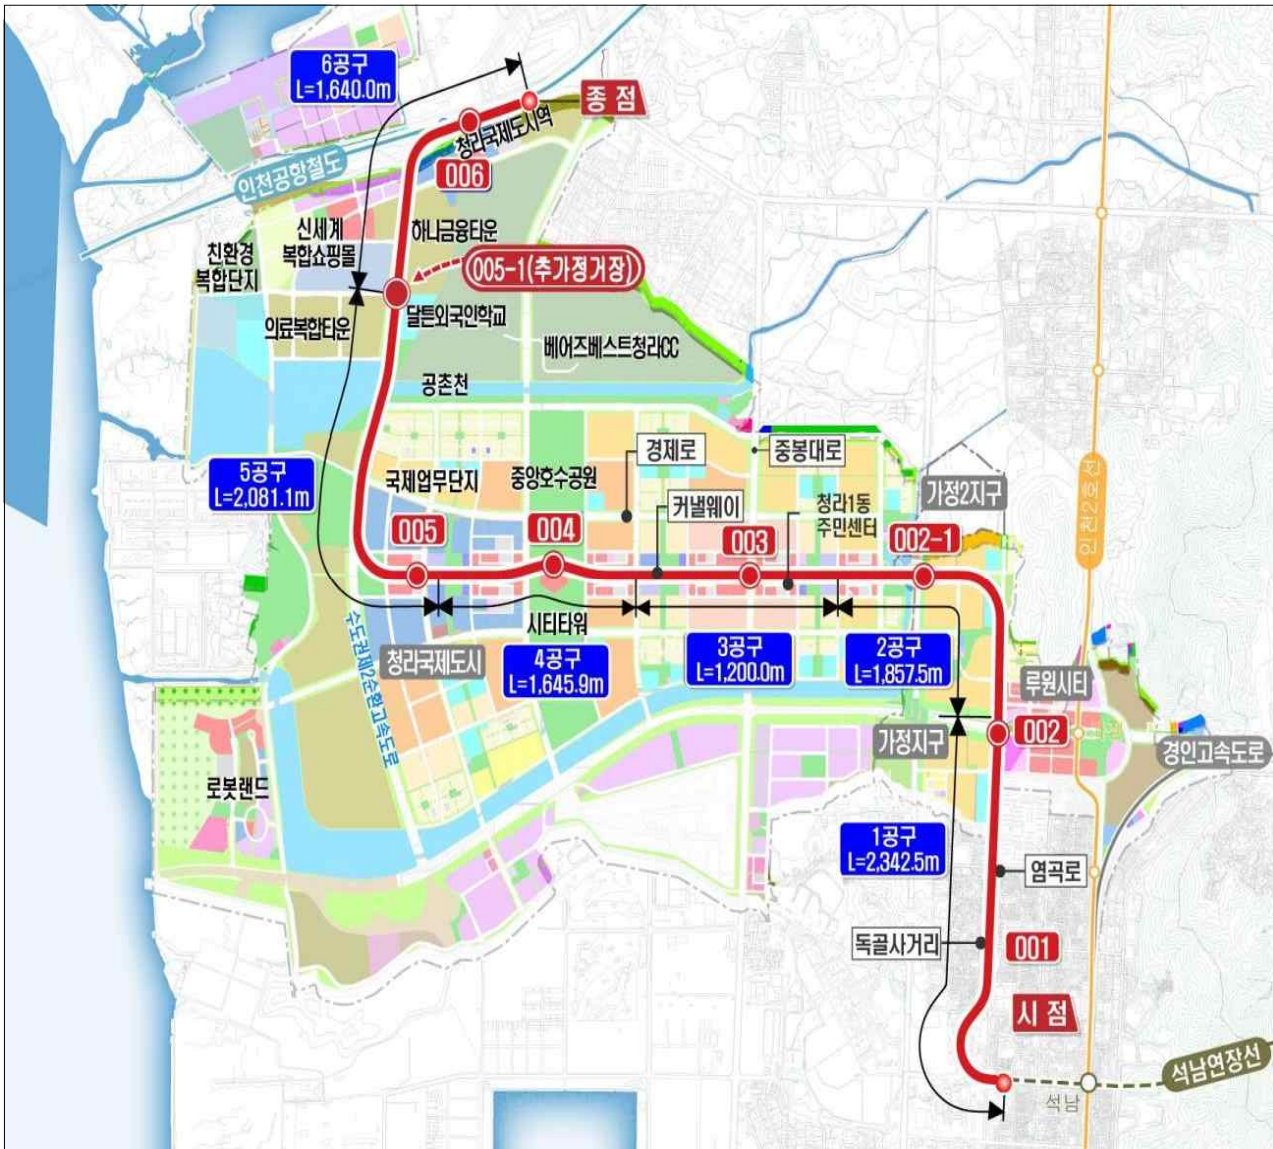 6공구
L=1,640.0m
종 점
청라국제도시역
006
인천공항철도
신세계
복합쇼핑몰
하나금융타운
친환경
복합단지
005-1(추가정거장)
의료복합타운
달튼외국인학교
베어즈베스트청라CC
공촌천
경제로
중봉대로
5공구
L=2,081.1m
국제업무단지
중앙호수공원
커낼웨이
청라1동
주민센터
가정2지구
인천2호선
005
004
003
002-1
시티타워
수도권제2순환고속도로
청라국제도시
4공구
L=1,645.9m
3공구
L=1,200.0m
2공구
L=1,857.5m
루원시티
가정지구
002
경인고속도로
로봇랜드
1공구
L=2,342.5m
염곡로
독골사거리
001
시 점
석남
석남연장선